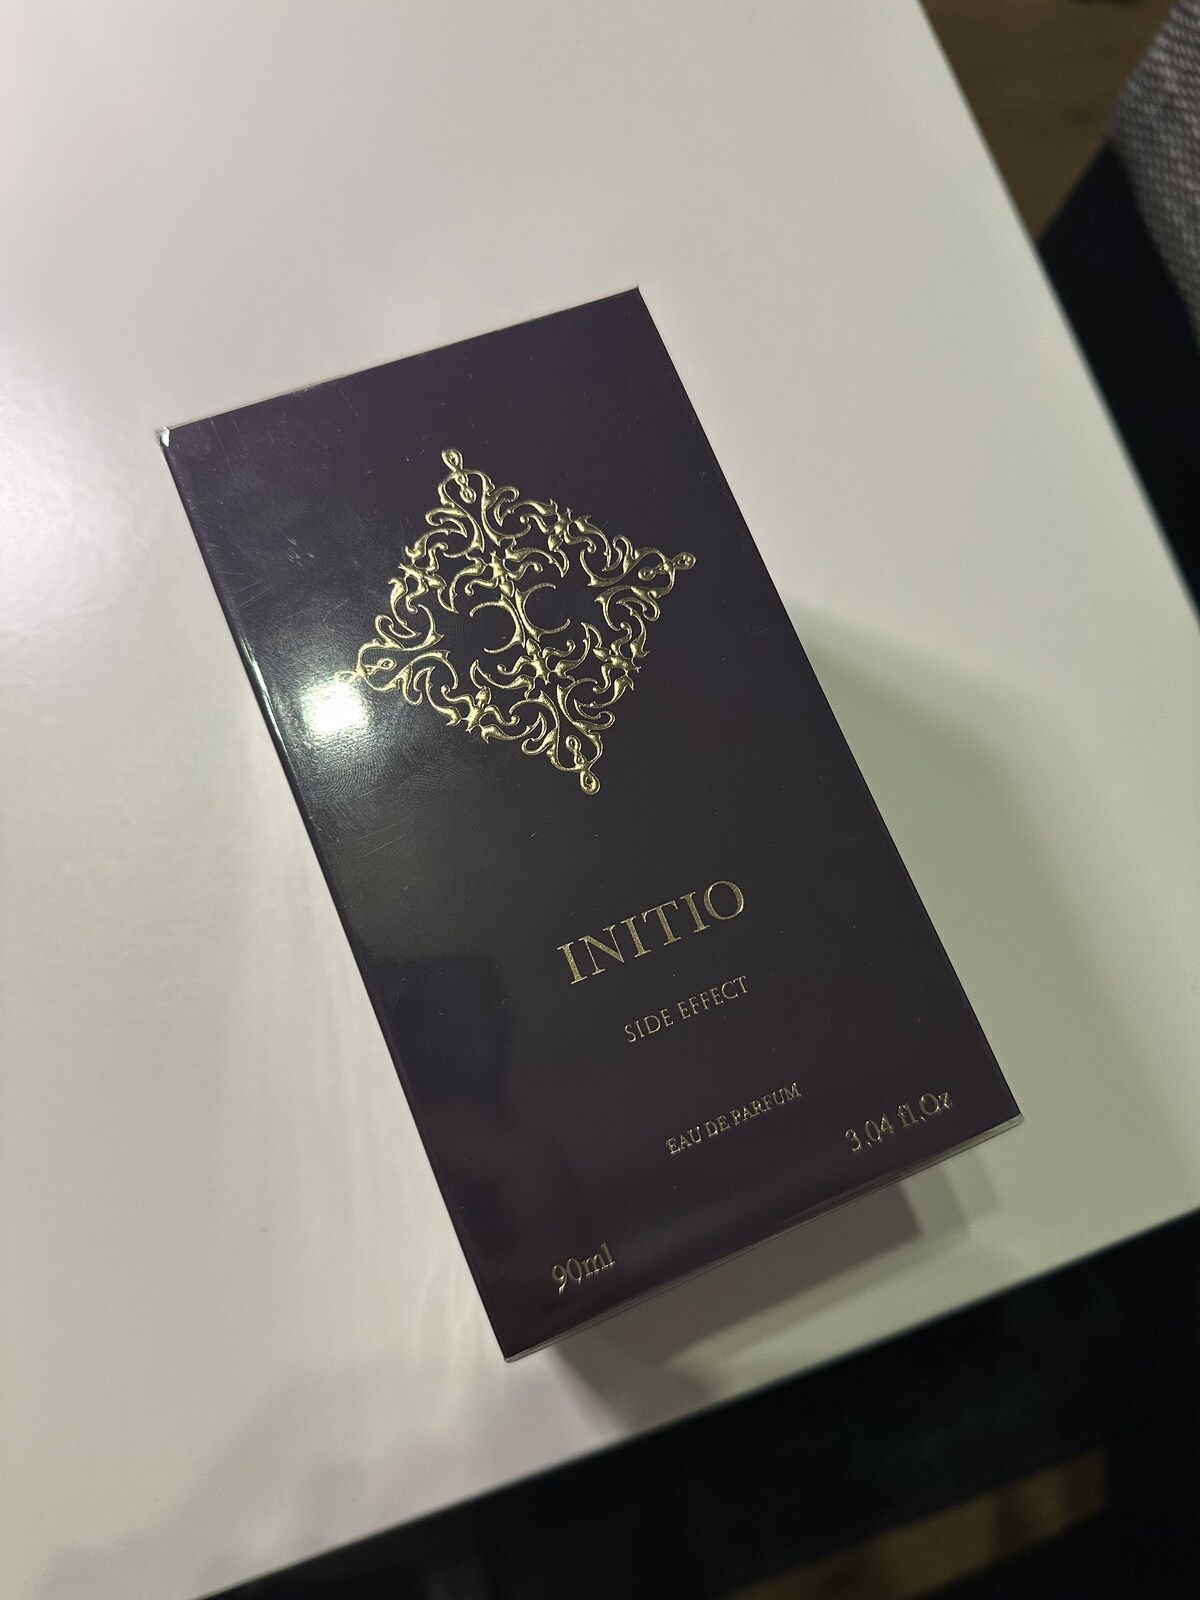 INITIO
SIDE EFFECT
EAU DE PARFUM
90ml
3.04 fl.Oz